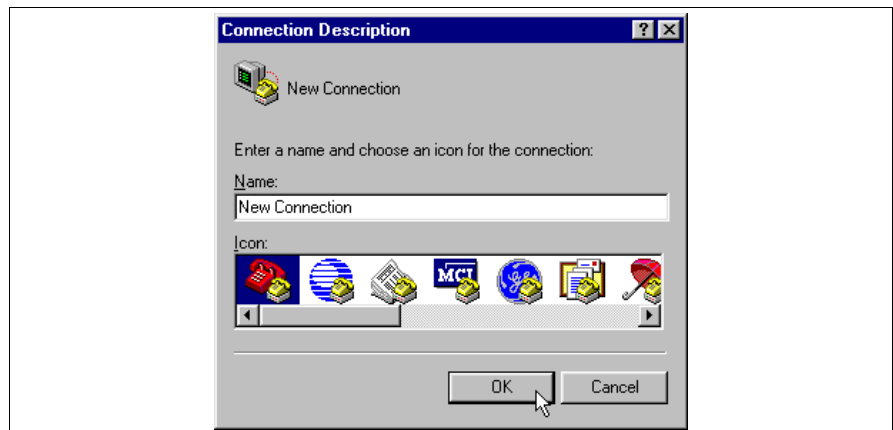 Connection Description
New Connection
Enter a name and choose an icon for the connection:
Name:
New Connection
Icon:
MCI
OK Cancel